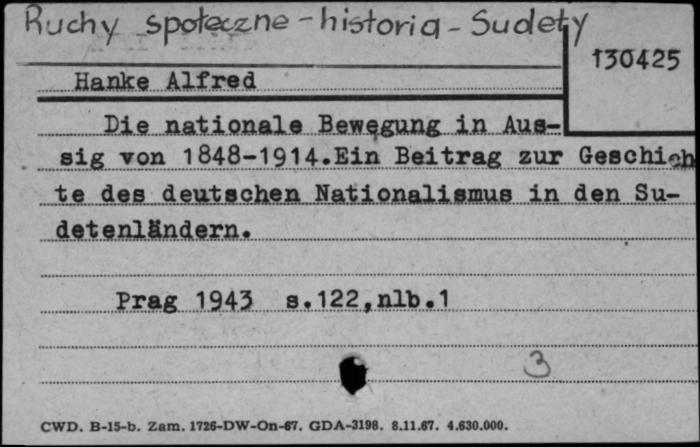 Ruchy społeczne - historia - Sudety
130425
Hanke Alfred
Die nationale Bewegung in Aus-
sig von 1848-1914.Ein Beitrag zur Geschich
te des deutschen Nationalismus in den Su-
detenländern.
Prag 1943 s.122,nlb.1
3
CWD. B-15-b. Zam. 1726-DW-On-67. GDA-3198. 8.11.67. 4.630.000.